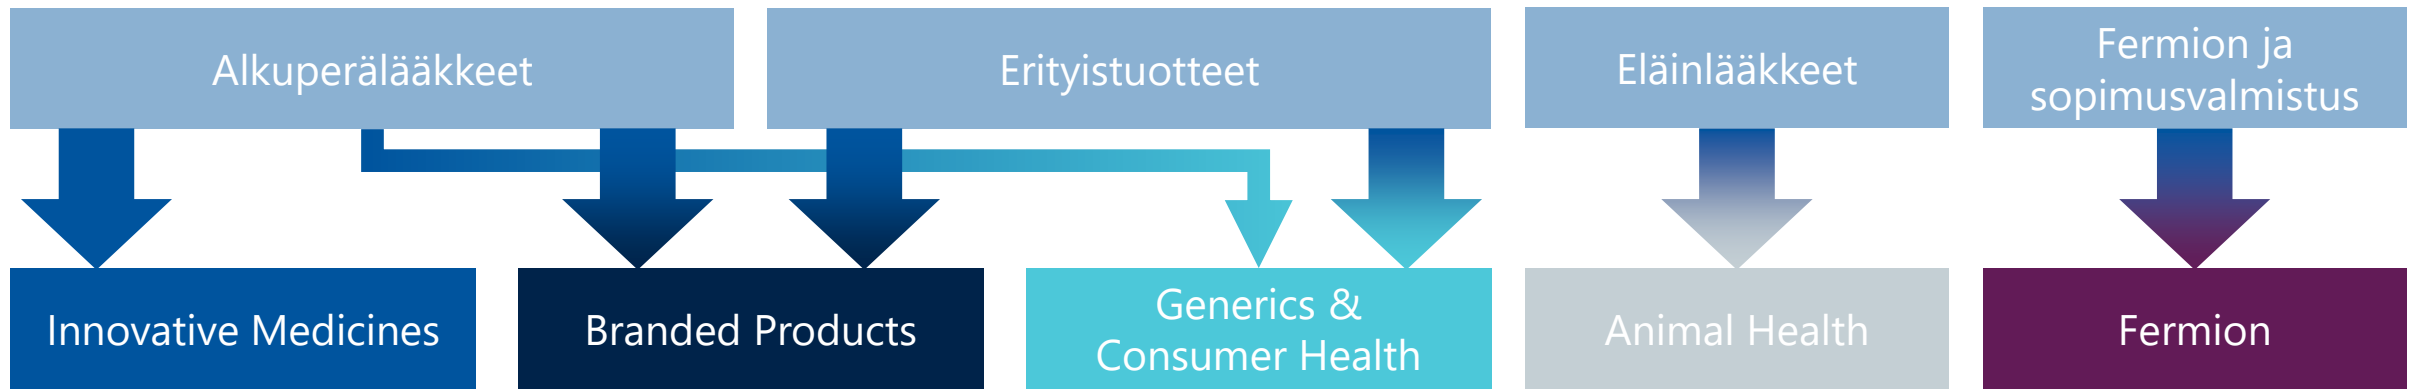 Alkuperälääkkeet
Erityistuotteet
Eläinlääkkeet
Fermion ja
sopimusvalmistus
Innovative Medicines
Branded Products
Generics &
Consumer Health
Animal Health
Fermion